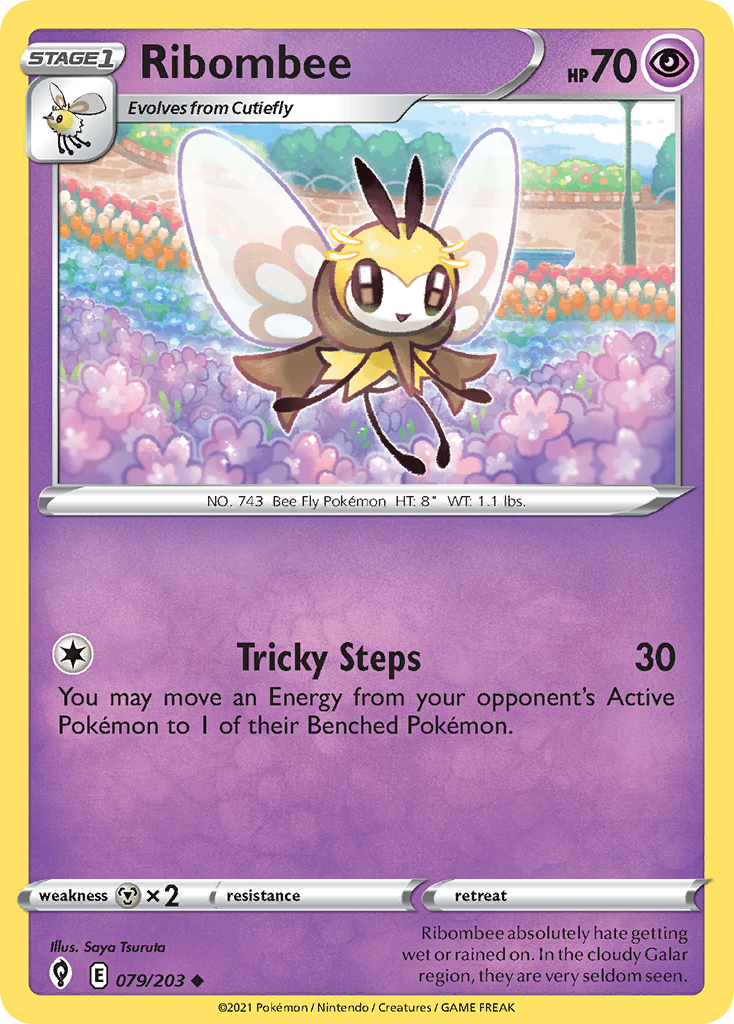 STAGE1
Ribombee
HP70
Evolves from Cutiefly
NO. 743 Bee Fly Pokémon HT: 8" WT: 1.1 lbs.
Tricky Steps 30
You may move an Energy from your opponent's Active
Pokémon to 1 of their Benched Pokémon.
weakness ×2 resistance retreat
Ribombee absolutely hate getting
wet or rained on. In the cloudy Galar
region, they are very seldom seen.
Illus. Saya Tsuruta
E 079/203
©2021 Pokémon / Nintendo / Creatures / GAME FREAK